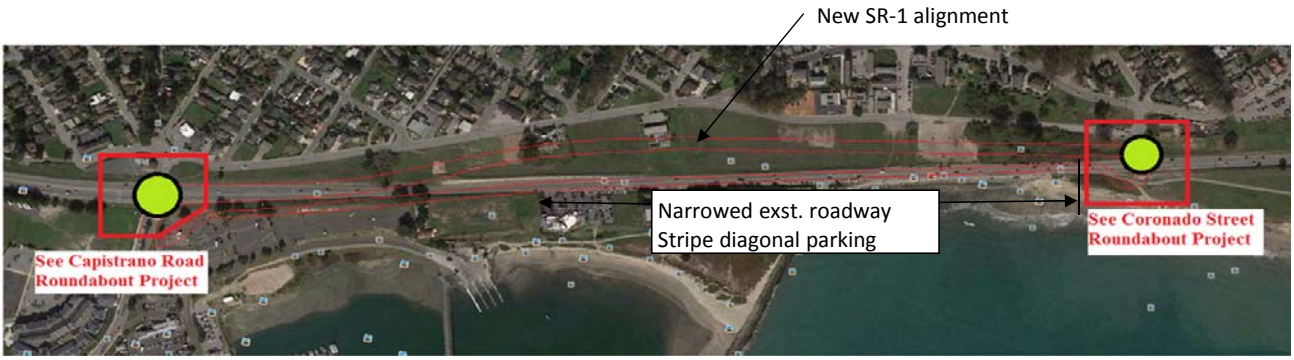 New SR-1 alignment
Narrowed exst. roadway
Stripe diagonal parking
See Capistrano Road
Roundabout Project
See Coronado Street
Roundabout Project